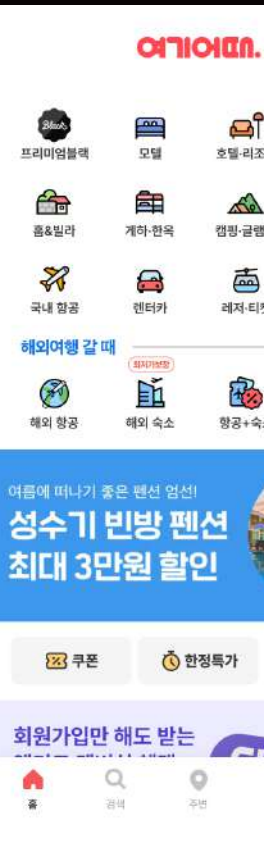 여기어때.
Black
프리미엄블랙
모텔
호텔·리조
홈&빌라
게하·한옥
캠핑·글램
국내 항공
렌터카
레저·티켓
해외여행 갈 때
최저가보장
해외 항공
해외 숙소
항공+숙소
여름에 떠나기 좋은 펜션 엄선!
성수기 빈방 펜션
최대 3만원 할인
쿠폰
한정특가
회원가입만 해도 받는
홈
검색
주변